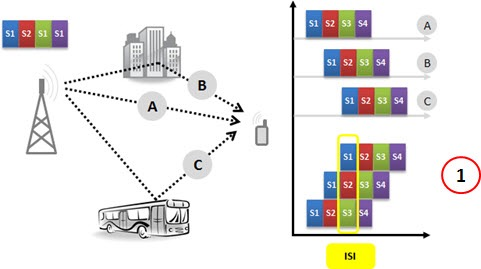 S1 S2 S1 S1
B
A
C
S1 S2 S3 S4 A
S1 S2 S3 S4 B
S1 S2 S3 S4 C
S1 S2 S3 S4
S1 S2 S3 S4
S1 S2 S3 S4
ISI
1